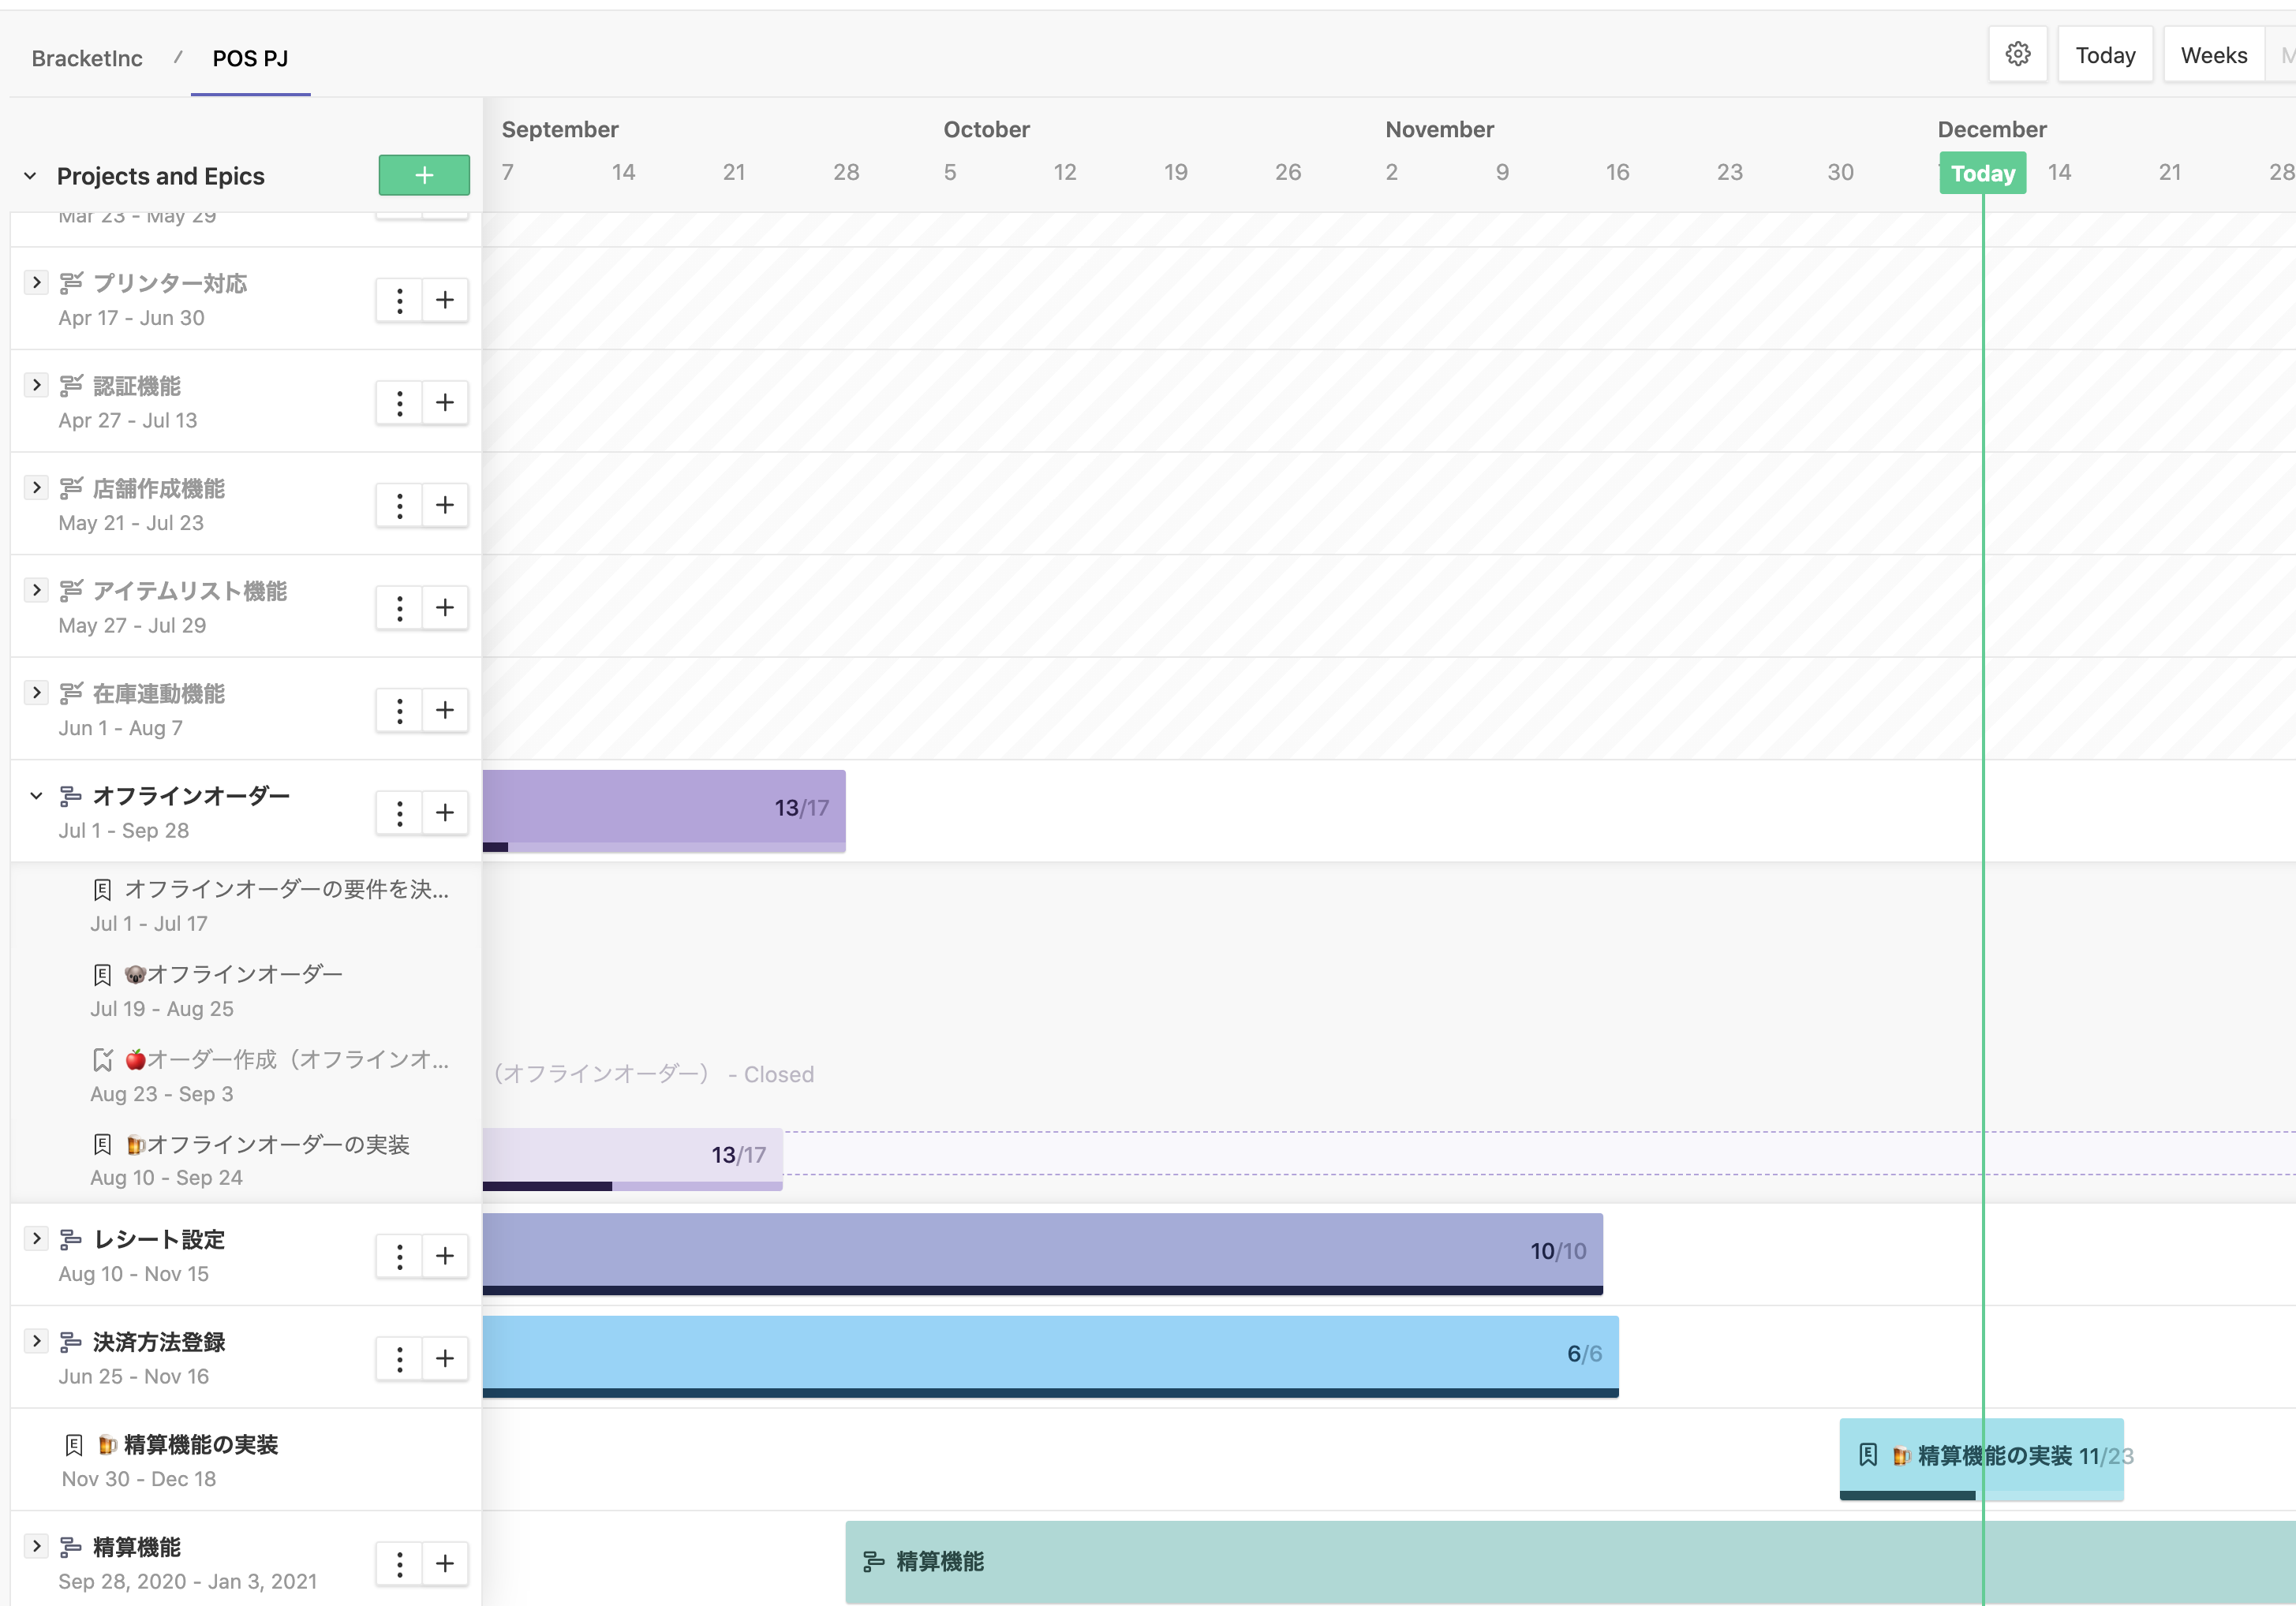 BracketInc / POS PJ
Today
Weeks
September October November December
Projects and Epics
+
7 14 21 28 5 12 19 26 2 9 16 23 30 Today 14 21 28
Mar 23 - May 29
プリンター対応
Apr 17 - Jun 30
認証機能
Apr 27 - Jul 13
店舗作成機能
May 21 - Jul 23
アイテムリスト機能
May 27 - Jul 29
在庫連動機能
Jun 1 - Aug 7
オフラインオーダー
Jul 1 - Sep 28
13/17
オフラインオーダーの要件を決...
Jul 1 - Jul 17
🐨オフラインオーダー
Jul 19 - Aug 25
🍎オーダー作成（オフラインオ...
Aug 23 - Sep 3
（オフラインオーダー） - Closed
🍺オフラインオーダーの実装
Aug 10 - Sep 24
13/17
レシート設定
Aug 10 - Nov 15
10/10
決済方法登録
Jun 25 - Nov 16
6/6
🍺精算機能の実装
Nov 30 - Dec 18
🍺精算機能の実装 11/23
精算機能
Sep 28, 2020 - Jan 3, 2021
精算機能